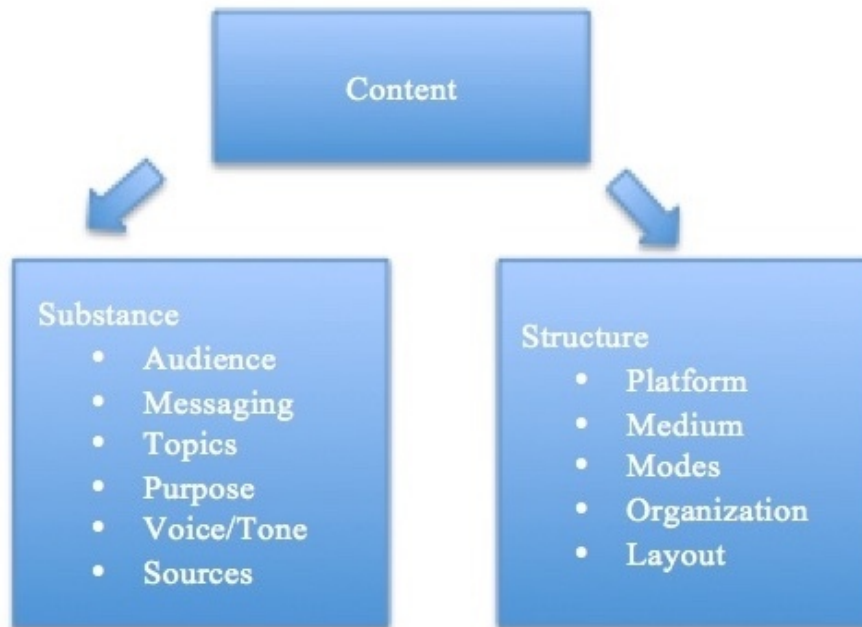 Content
Substance
• Audience
• Messaging
• Topics
• Purpose
• Voice/Tone
• Sources
Structure
• Platform
• Medium
• Modes
• Organization
• Layout